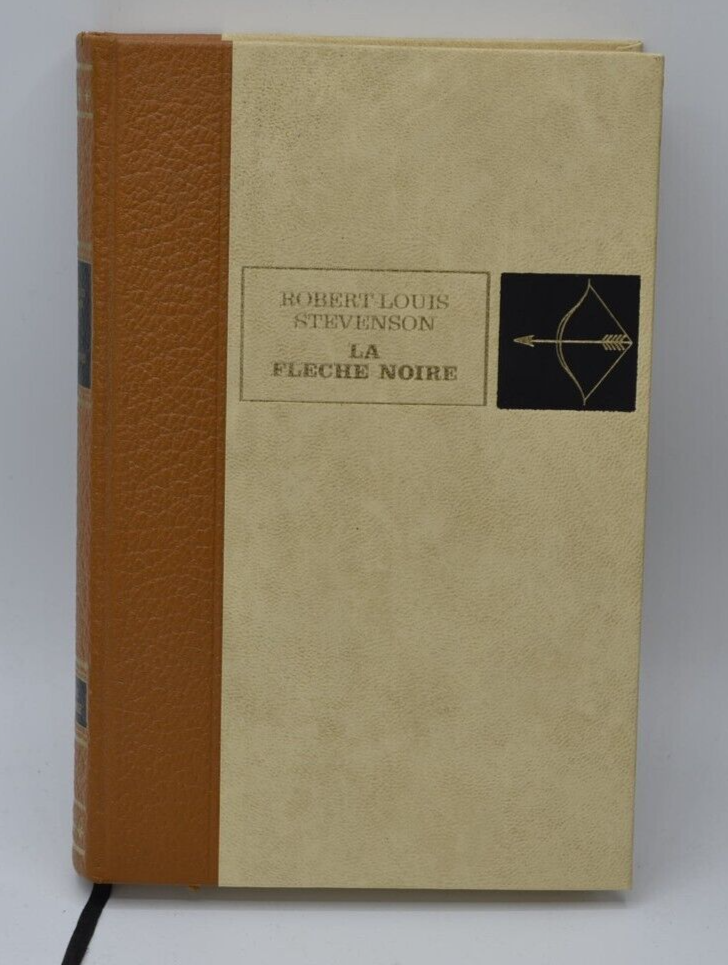 ROBERT-LOUIS
STEVENSON
LA
FLECHE NOIRE